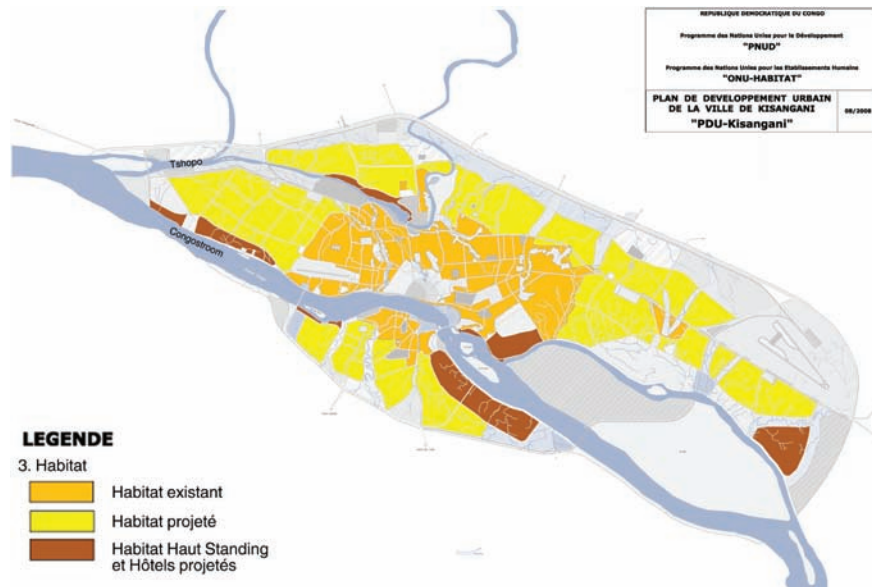 REPUBLIQUE DEMOCRATIQUE DU CONGO
Programme des Nations Unies pour le Développement
"PNUD"
Programme des Nations Unies pour les Etablissements Humains
"ONU-HABITAT"
PLAN DE DEVELOPPEMENT URBAIN
DE LA VILLE DE KISANGANI
"PDU-Kisangani"
08/2008
Tshopo
Congostroom
LEGENDE
3. Habitat
Habitat existant
Habitat projeté
Habitat Haut Standing
et Hôtels projetés